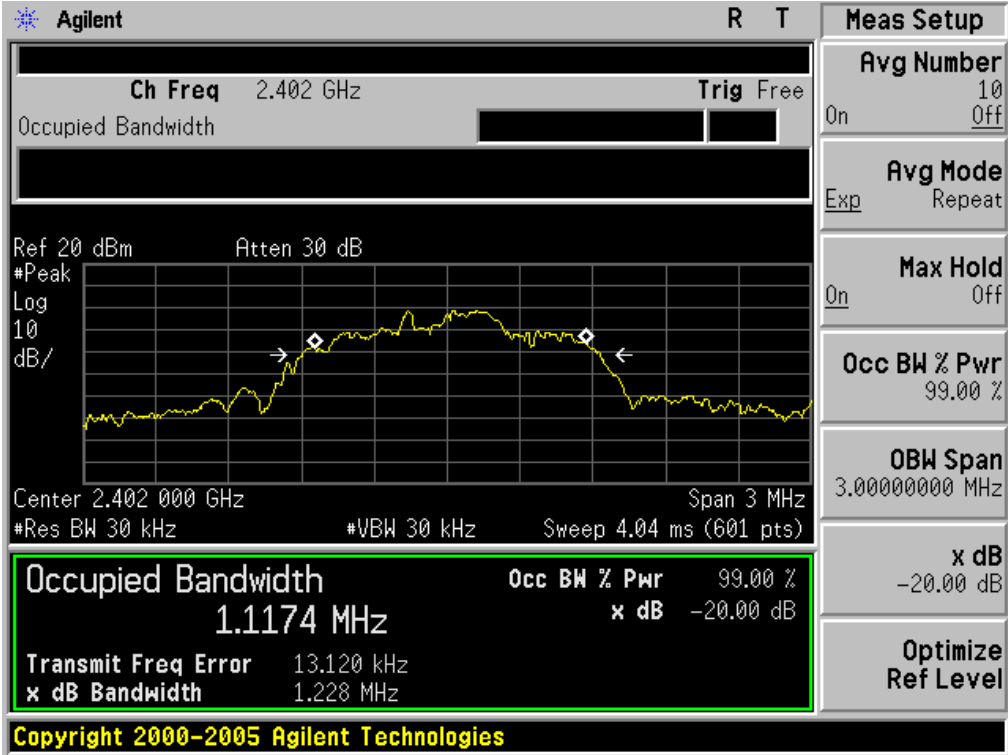 Agilent R T Meas Setup
Ch Freq 2.402 GHz Trig Free
Occupied Bandwidth
Ref 20 dBm Atten 30 dB
#Peak
Log
10
dB/
Center 2.402 000 GHz Span 3 MHz
#Res BW 30 kHz #VBW 30 kHz Sweep 4.04 ms (601 pts)
Occupied Bandwidth
1.1174 MHz
Occ BW % Pwr 99.00 %
x dB -20.00 dB
Transmit Freq Error 13.120 kHz
x dB Bandwidth 1.228 MHz
Avg Number
10
On Off
Avg Mode
Exp Repeat
Max Hold
On Off
Occ BW % Pwr
99.00 %
OBW Span
3.00000000 MHz
x dB
-20.00 dB
Optimize
Ref Level
Copyright 2000-2005 Agilent Technologies